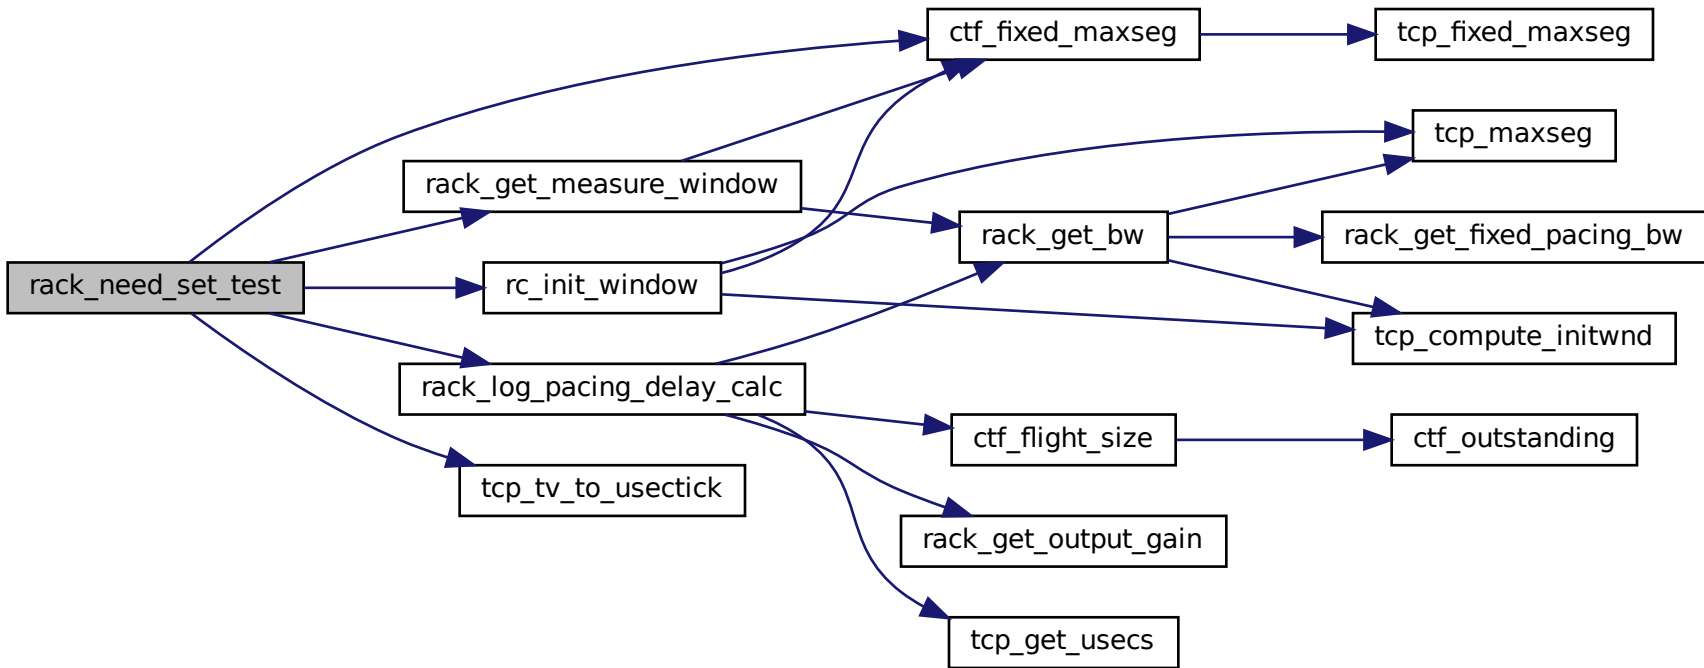 ctf_fixed_maxseg
tcp_fixed_maxseg
tcp_maxseg
rack_get_measure_window
rack_get_bw
rack_get_fixed_pacing_bw
rack_need_set_test
rc_init_window
tcp_compute_initwnd
rack_log_pacing_delay_calc
ctf_flight_size
ctf_outstanding
tcp_tv_to_usectick
rack_get_output_gain
tcp_get_usecs